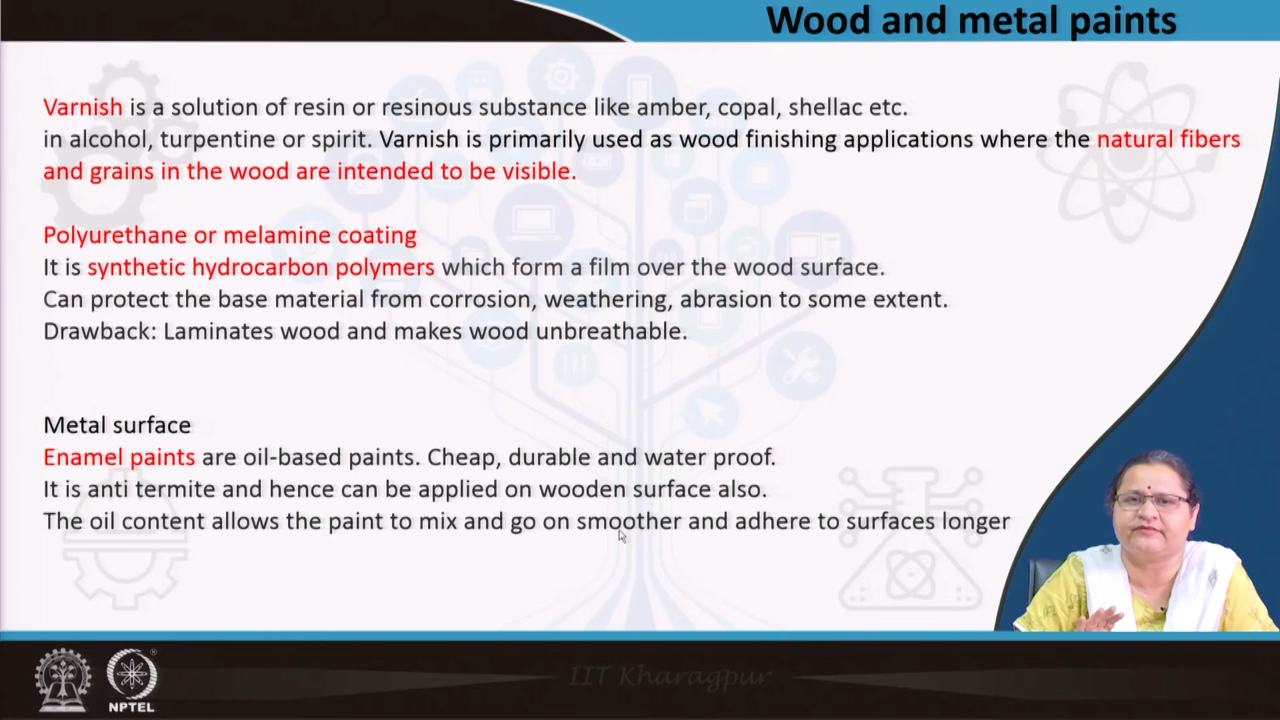 Wood and metal paints
Varnish is a solution of resin or resinous substance like amber, copal, shellac etc.
in alcohol, turpentine or spirit. Varnish is primarily used as wood finishing applications where the natural fibers
and grains in the wood are intended to be visible.
Polyurethane or melamine coating
It is synthetic hydrocarbon polymers which form a film over the wood surface.
Can protect the base material from corrosion, weathering, abrasion to some extent.
Drawback: Laminates wood and makes wood unbreathable.
Metal surface
Enamel paints are oil-based paints. Cheap, durable and water proof.
It is anti termite and hence can be applied on wooden surface also.
The oil content allows the paint to mix and go on smoother and adhere to surfaces longer
IIT Kharagpur
NPTEL